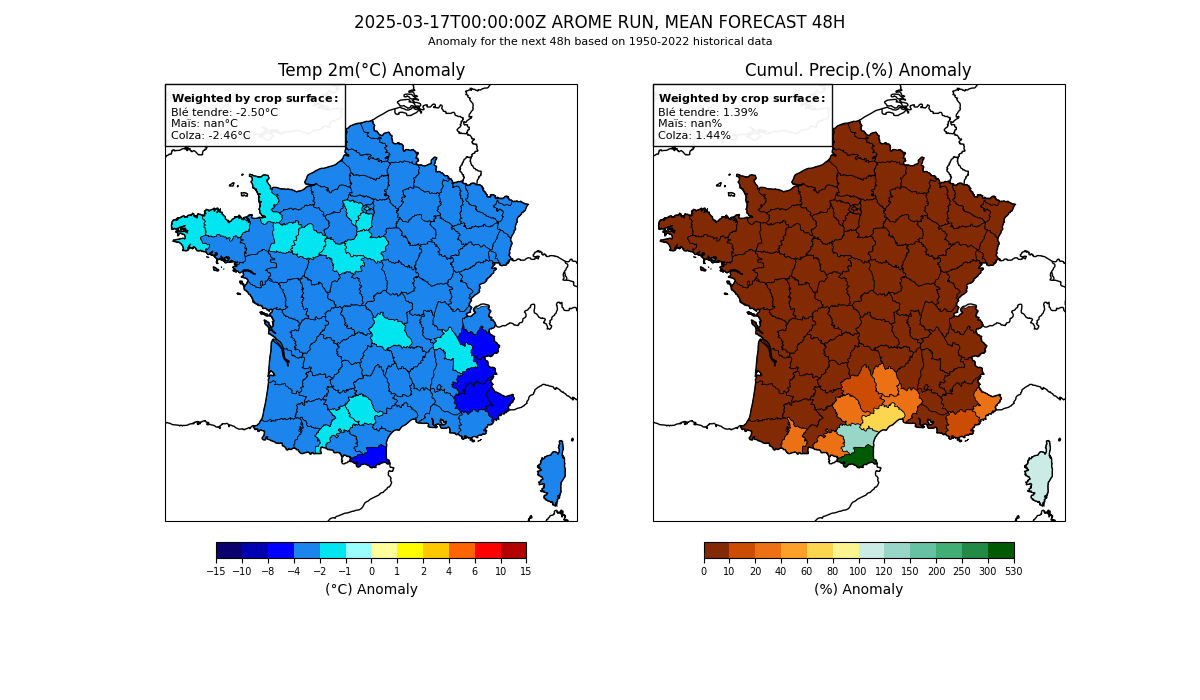 2025-03-17T00:00:00Z AROME RUN, MEAN FORECAST 48H
Anomaly for the next 48h based on 1950-2022 historical data
Temp 2m(°C) Anomaly
Weighted by crop surface:
Blé tendre: -2.50°C
Maïs: nan°C
Colza: -2.46°C
−15 −10 −8 −4 −2 −1 0 1 2 4 6 10 15
(°C) Anomaly
Cumul. Precip.(%) Anomaly
Weighted by crop surface:
Blé tendre: 1.39%
Maïs: nan%
Colza: 1.44%
0 10 20 40 60 80 100 120 150 200 250 300 530
(%) Anomaly